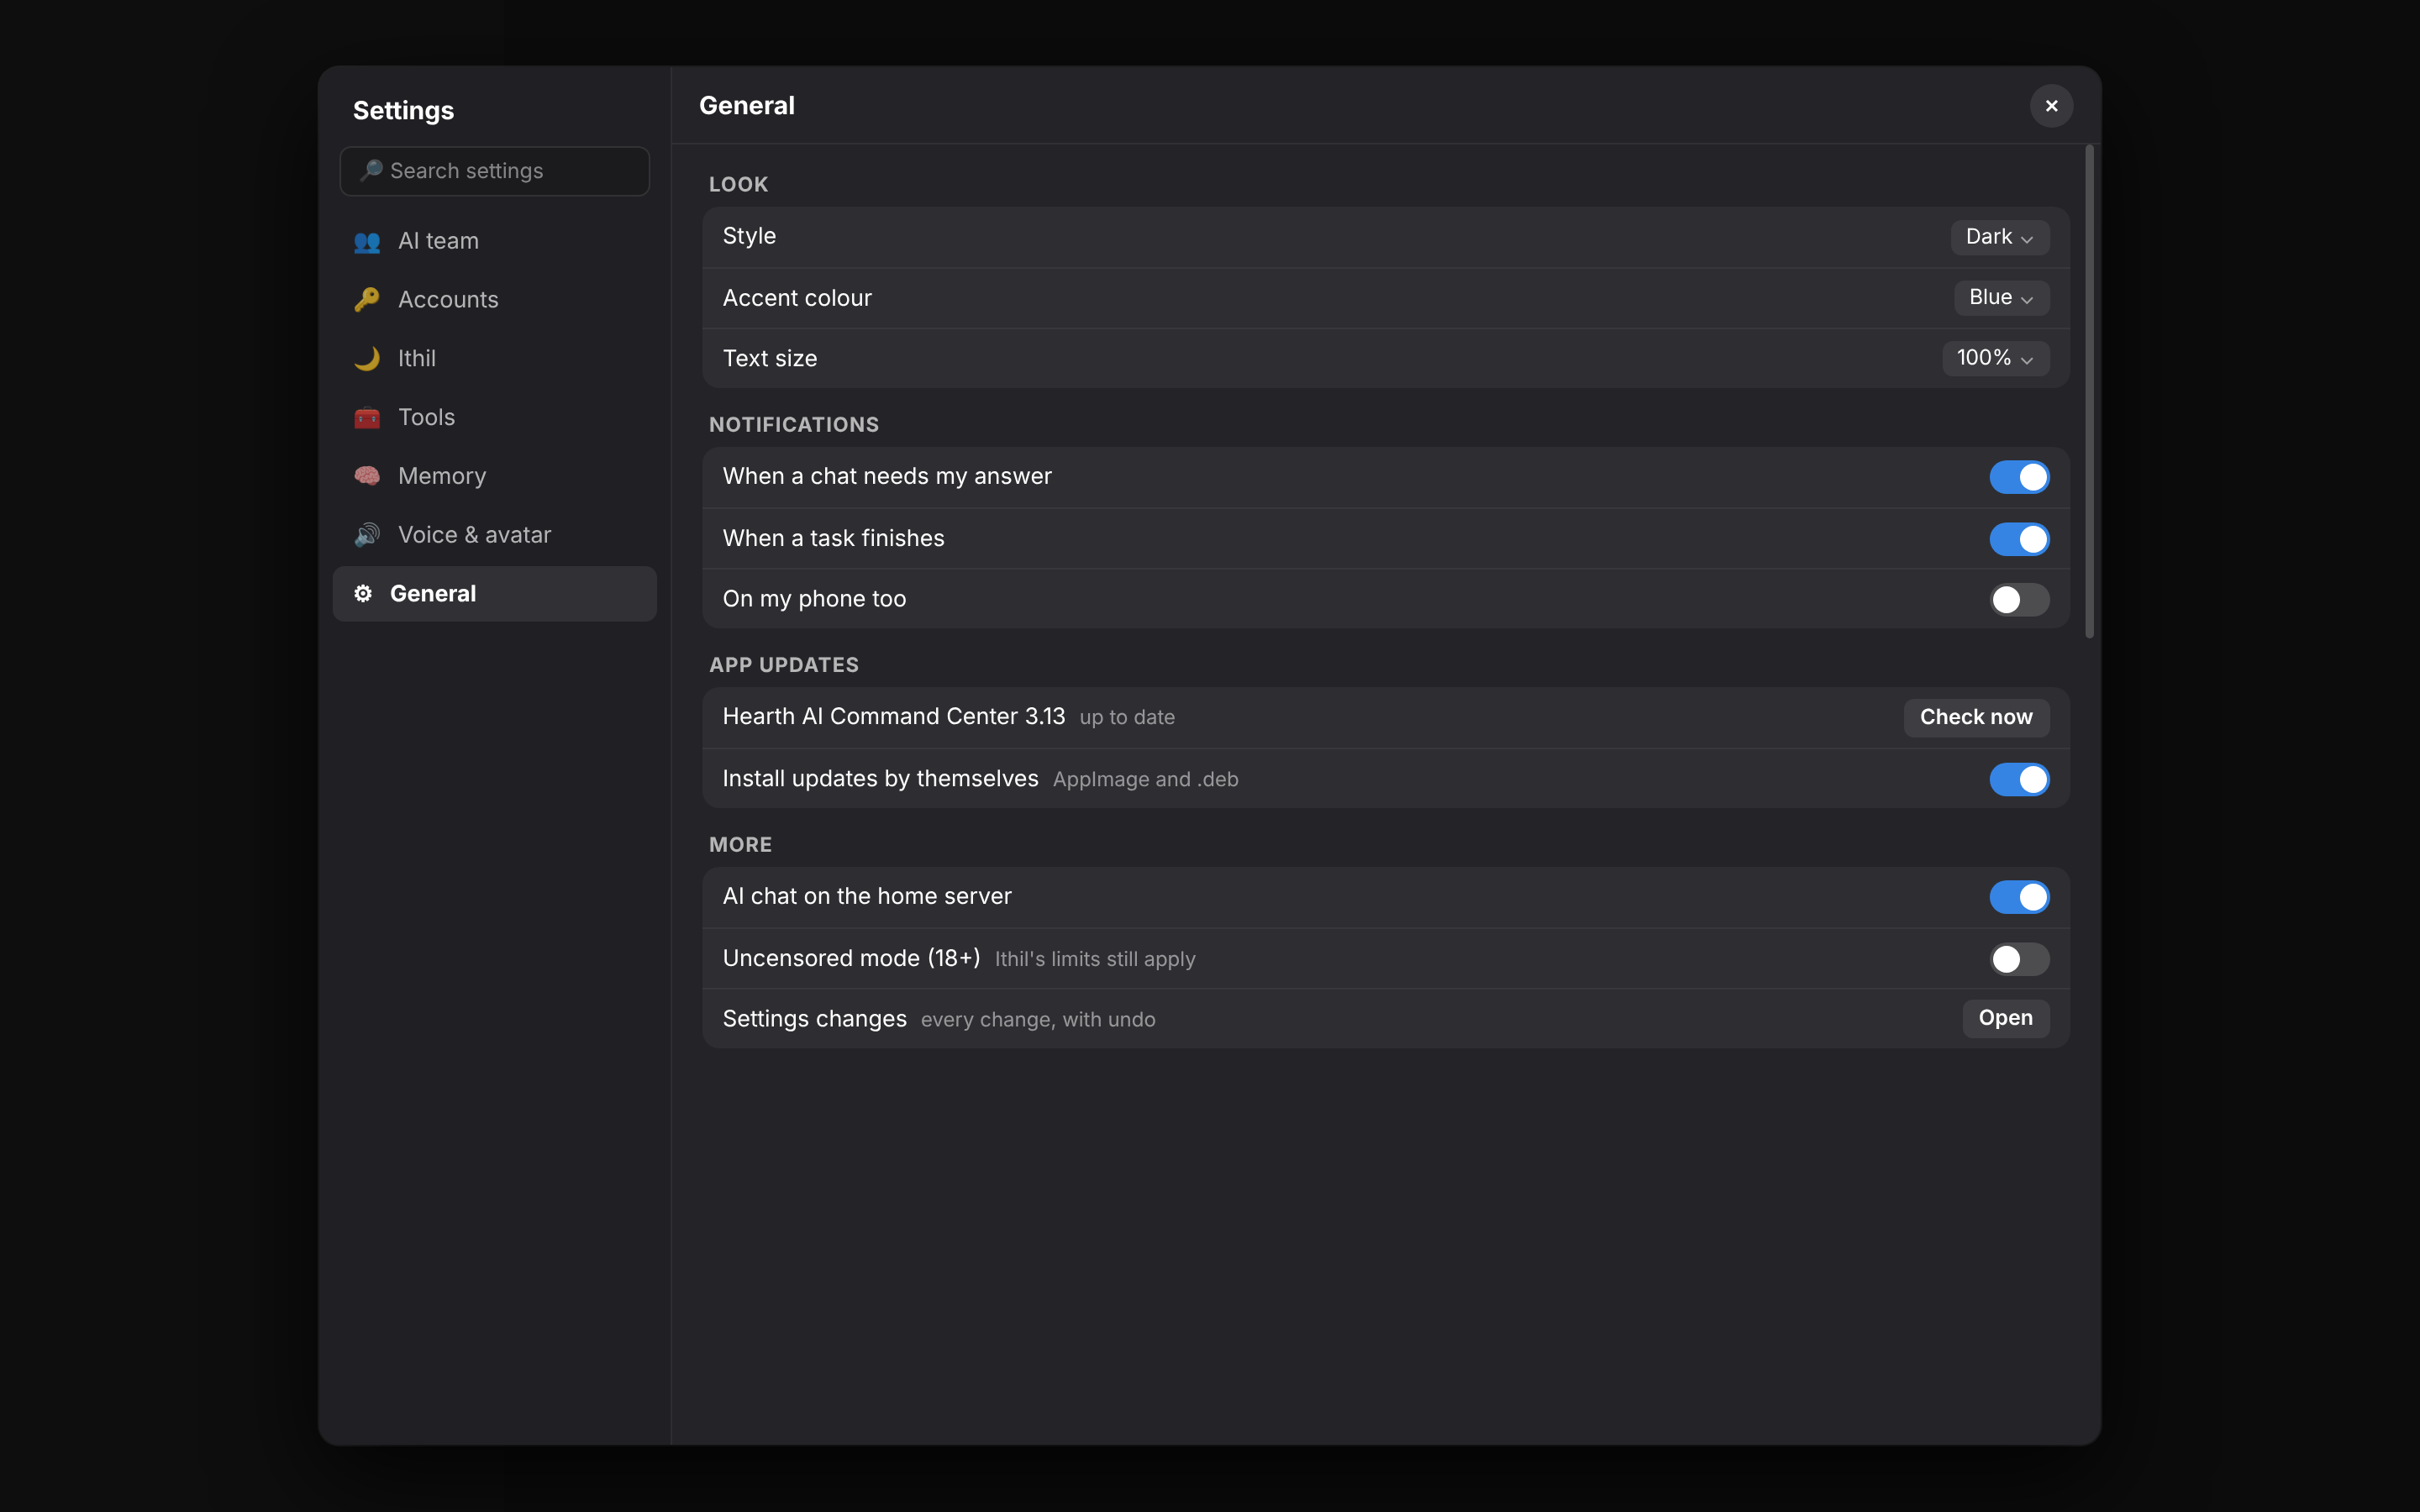 Settings
Search settings
AI team
Accounts
Ithil
Tools
Memory
Voice & avatar
General
General
LOOK
Style Dark
Accent colour Blue
Text size 100%
NOTIFICATIONS
When a chat needs my answer
When a task finishes
On my phone too
APP UPDATES
Hearth AI Command Center 3.13 up to date Check now
Install updates by themselves AppImage and .deb
MORE
AI chat on the home server
Uncensored mode (18+) Ithil's limits still apply
Settings changes every change, with undo Open